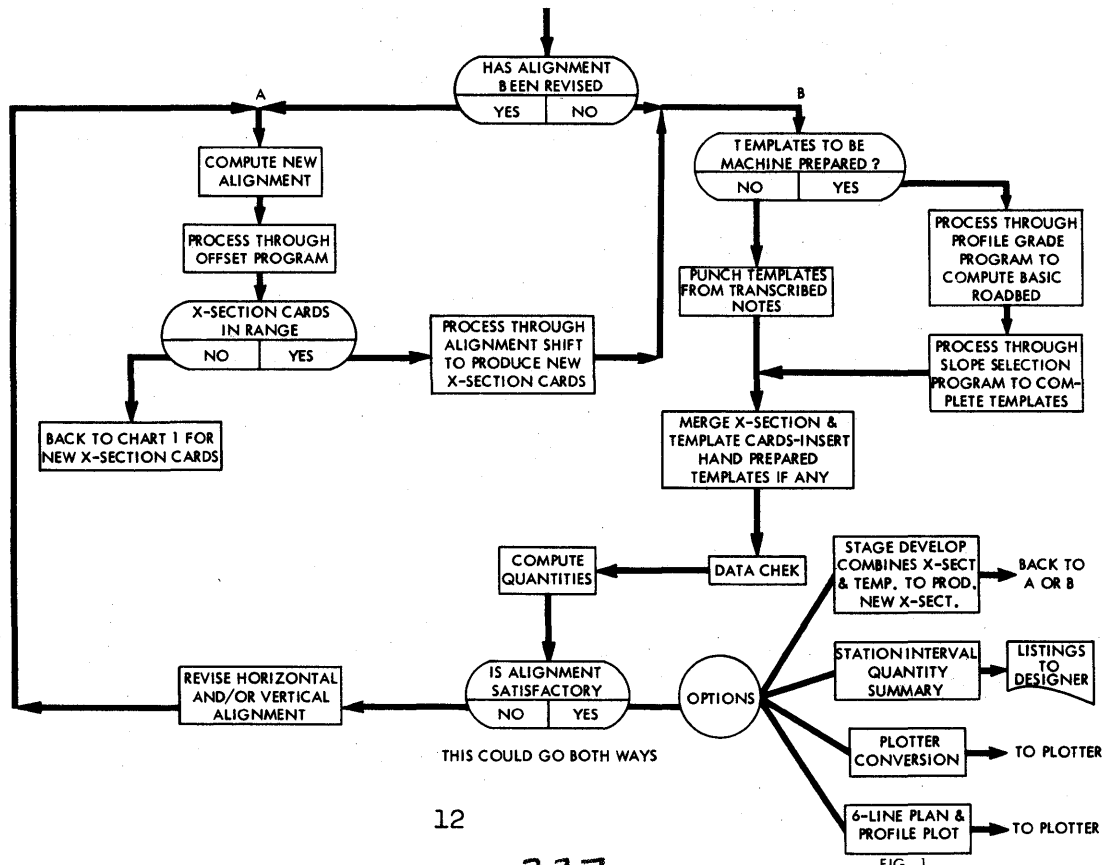 HAS ALIGNMENT
BEEN REVISED
YES NO
A
B
COMPUTE NEW
ALIGNMENT
PROCESS THROUGH
OFFSET PROGRAM
X-SECTION CARDS
IN RANGE
NO YES
BACK TO CHART 1 FOR
NEW X-SECTION CARDS
PROCESS THROUGH
ALIGNMENT SHIFT
TO PRODUCE NEW
X-SECTION CARDS
TEMPLATES TO BE
MACHINE PREPARED ?
NO YES
PUNCH TEMPLATES
FROM TRANSCRIBED
NOTES
PROCESS THROUGH
PROFILE GRADE
PROGRAM TO
COMPUTE BASIC
ROADBED
PROCESS THROUGH
SLOPE SELECTION
PROGRAM TO COM-
PLETE TEMPLATES
MERGE X-SECTION &
TEMPLATE CARDS-INSERT
HAND PREPARED
TEMPLATES IF ANY
DATA CHEK
COMPUTE
QUANTITIES
IS ALIGNMENT
SATISFACTORY
NO YES
THIS COULD GO BOTH WAYS
REVISE HORIZONTAL
AND/OR VERTICAL
ALIGNMENT
OPTIONS
STAGE DEVELOP
COMBINES X-SECT
& TEMP. TO PROD.
NEW X-SECT.
BACK TO
A OR B
STATION INTERVAL
QUANTITY
SUMMARY
LISTINGS
TO
DESIGNER
PLOTTER
CONVERSION
TO PLOTTER
6-LINE PLAN &
PROFILE PLOT
TO PLOTTER
12
FIG. 1